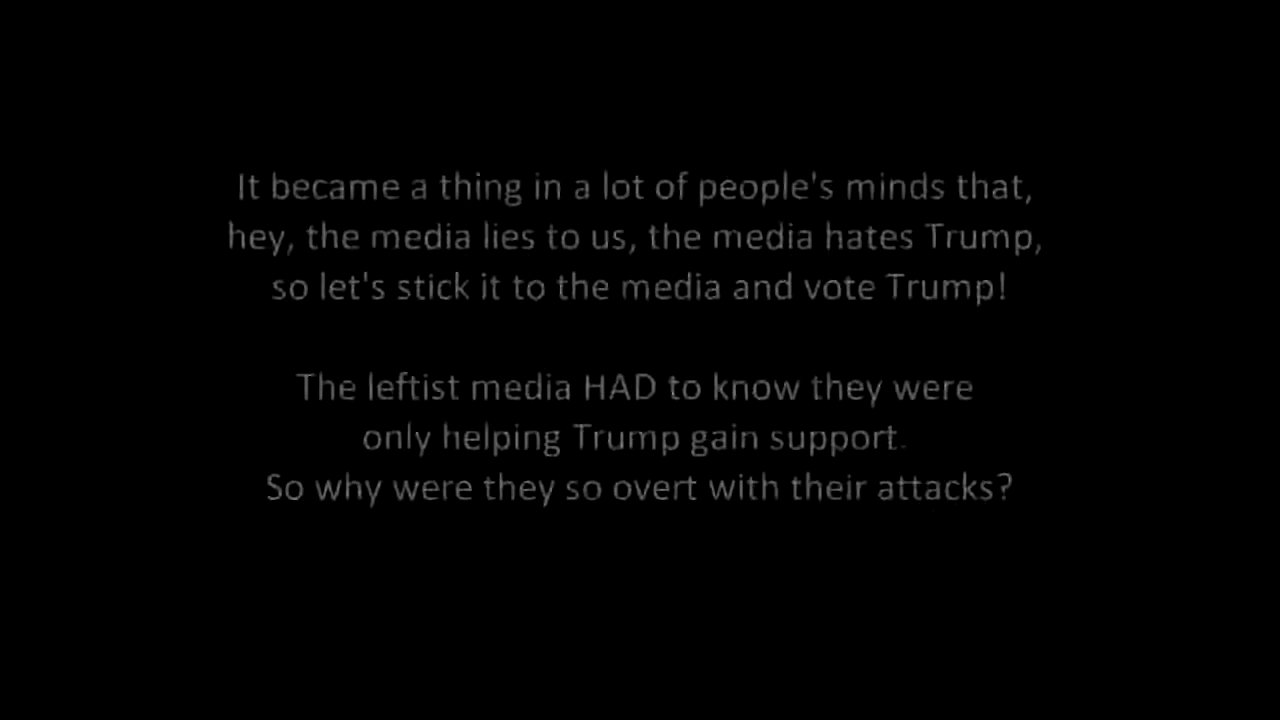 It became a thing in a lot of people's minds that,
hey, the media lies to us, the media hates Trump,
so let's stick it to the media and vote Trump!
The leftist media HAD to know they were
only helping Trump gain support.
So why were they so overt with their attacks?